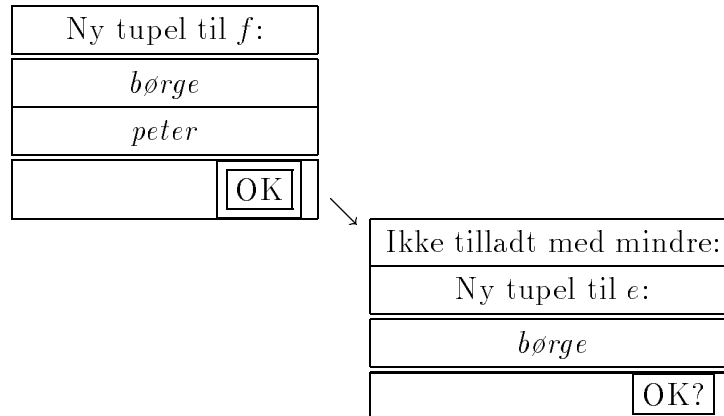 Ny tupel til f:
børge
peter
OK
Ikke tilladt med mindre:
Ny tupel til e:
børge
OK?